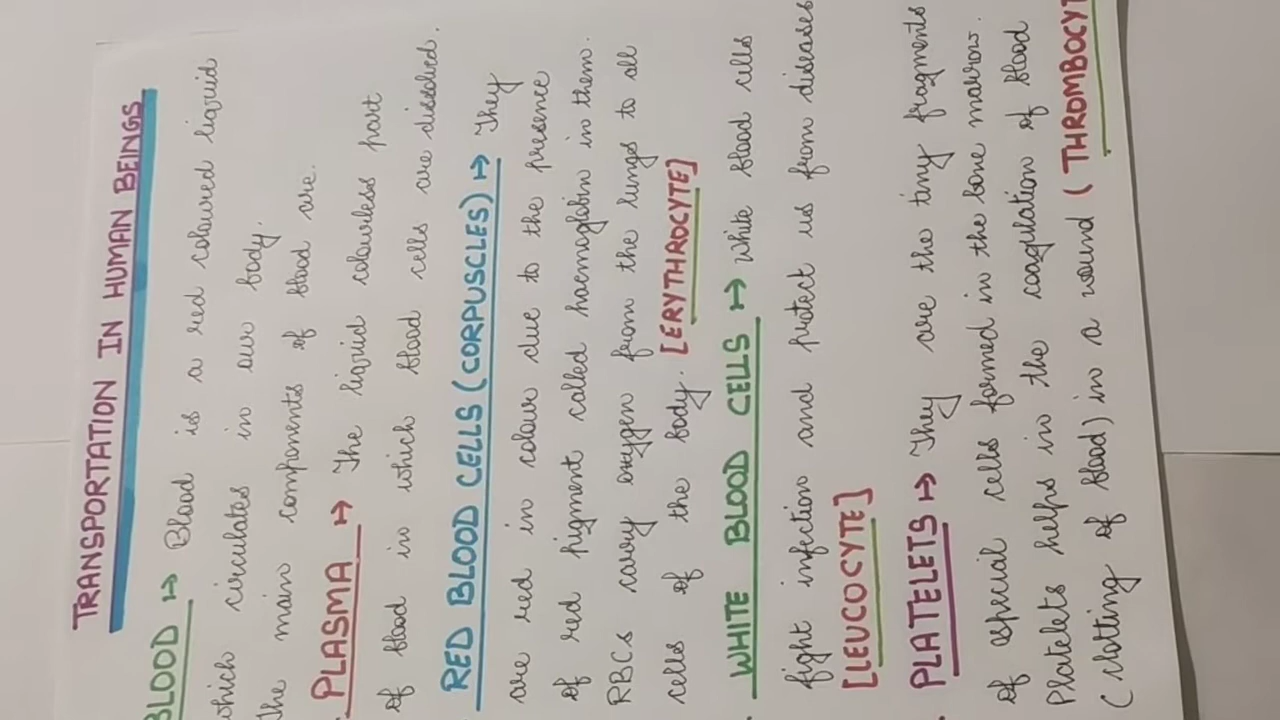 TRANSPORTATION IN HUMAN BEINGS
BLOOD ↦ Blood is a red coloured liquid
which circulates in our body.
The main components of blood are.
PLASMA ↦ The liquid colourless part
of blood in which blood cells are dissolved.
RED BLOOD CELLS (CORPUSCLES) ↦ They
are red in colour due to the presence
of red pigment called haemoglobin in them.
RBCs carry oxygen from the lungs to all
cells of the body. [ERYTHROCYTE]
WHITE BLOOD CELLS ↦ White blood cells
fight infection and protect us from diseases
[LEUCOCYTE]
PLATELETS ↦ They are the tiny fragments
of special cells formed in the bone marrow.
Platelets helps in the coagulation of blood
(clotting of blood) in a wound (THROMBOCYT